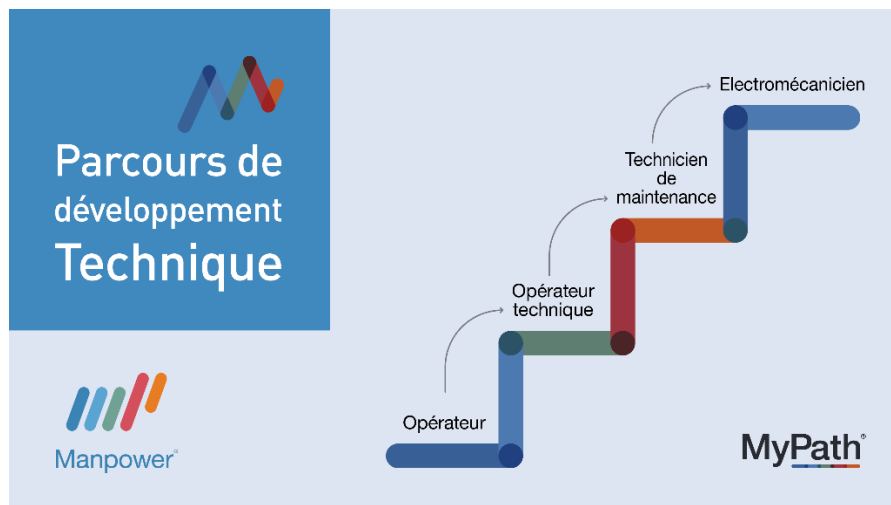 Parcours de
développement
Technique
Electromécanicien
Technicien
de
maintenance
Opérateur
technique
Opérateur
Manpower®
MyPath®